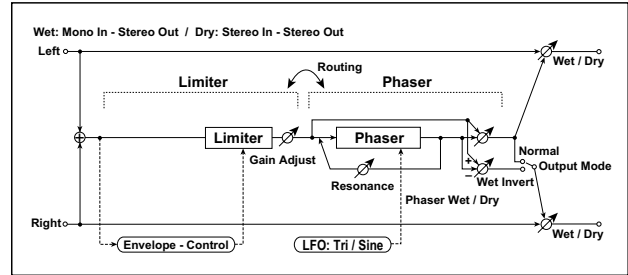 Wet: Mono In - Stereo Out / Dry: Stereo In - Stereo Out
Left
Wet / Dry
Routing
Limiter
Phaser
Limiter
Phaser
Gain Adjust
Resonance
+
−
Normal
Output Mode
Wet Invert
Phaser Wet / Dry
Right
Wet / Dry
Envelope - Control
LFO: Tri / Sine